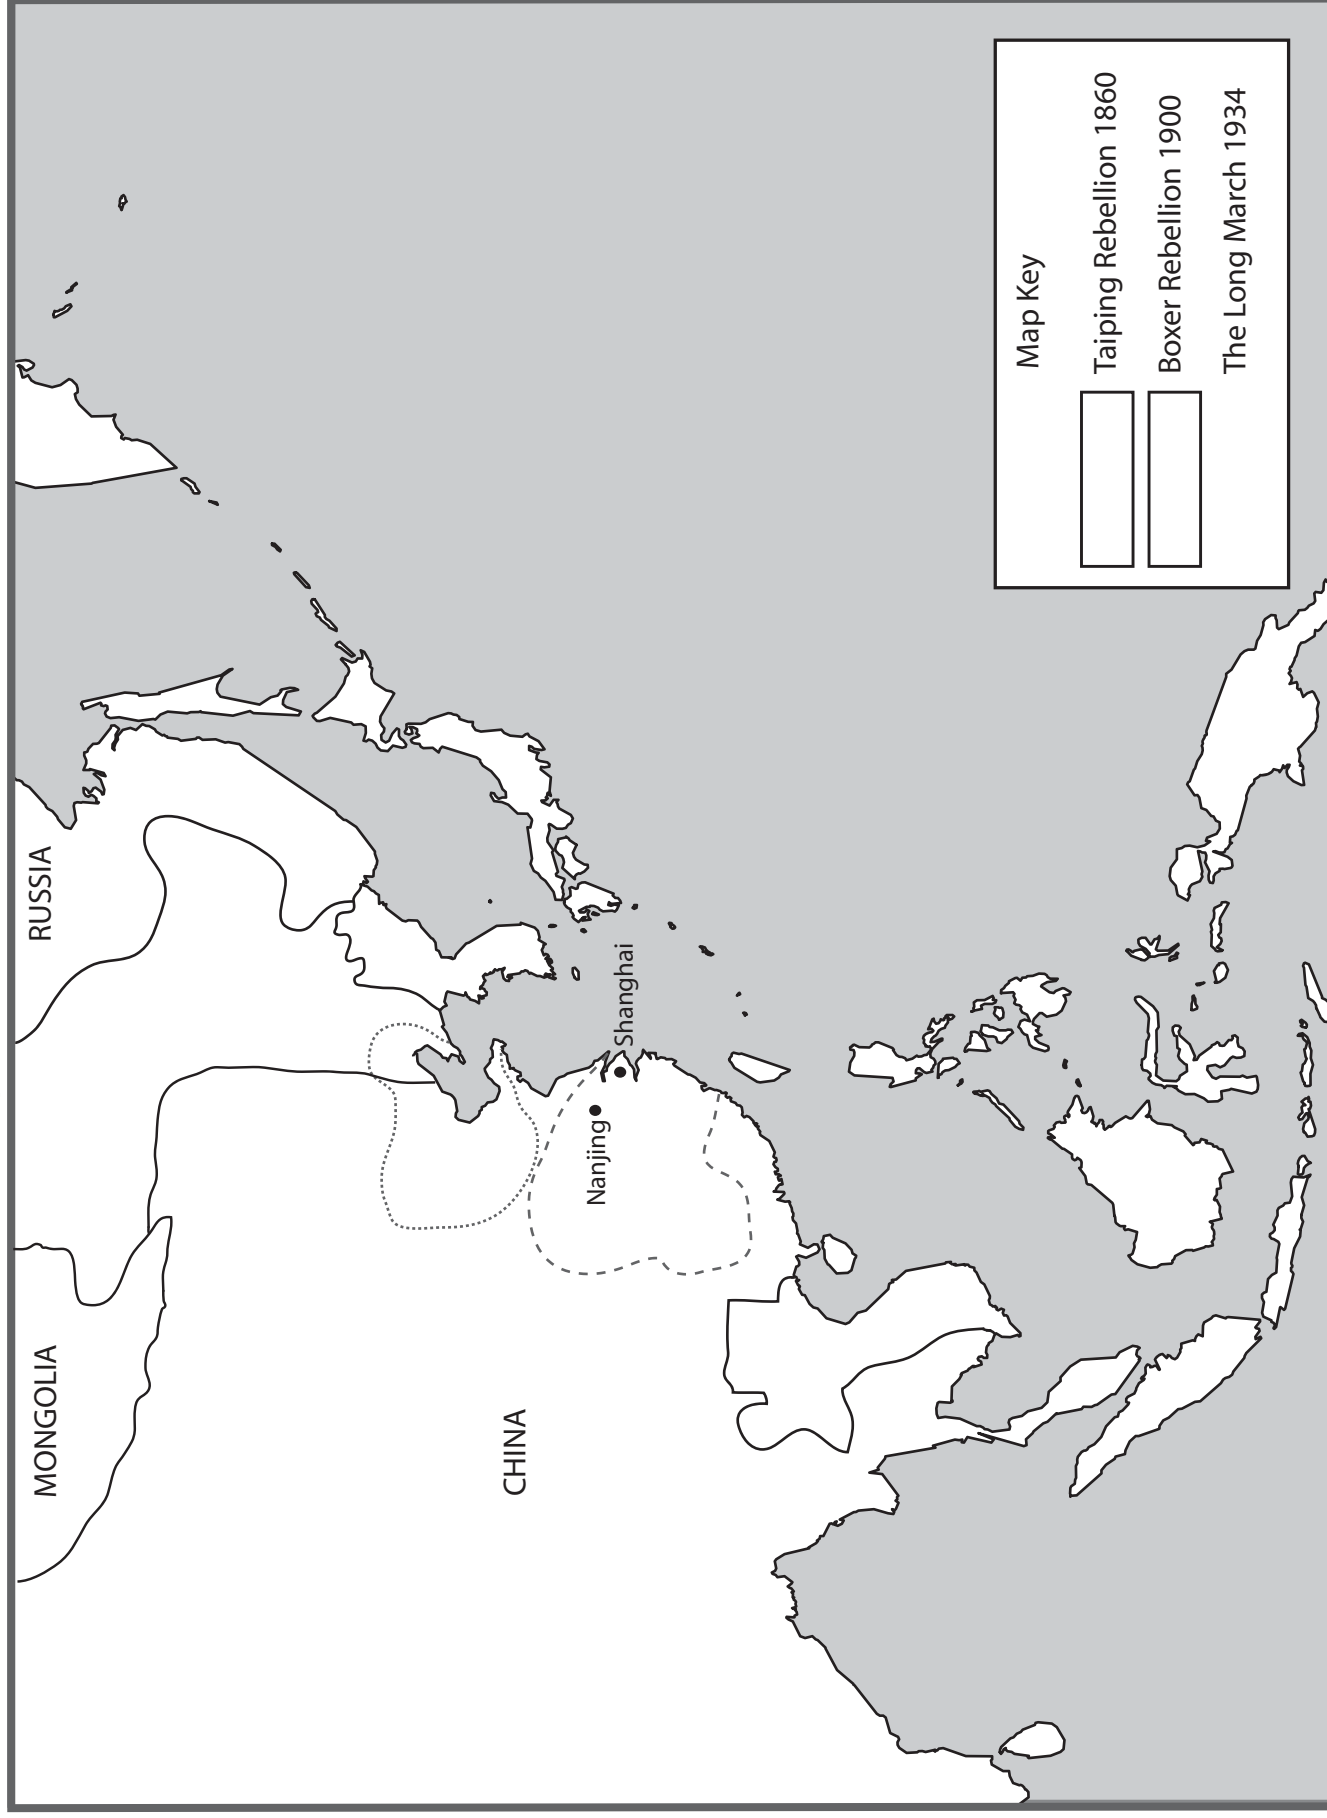 RUSSIA
MONGOLIA
CHINA
Shanghai
Nanjing
Map Key
Taiping Rebellion 1860
Boxer Rebellion 1900
The Long March 1934